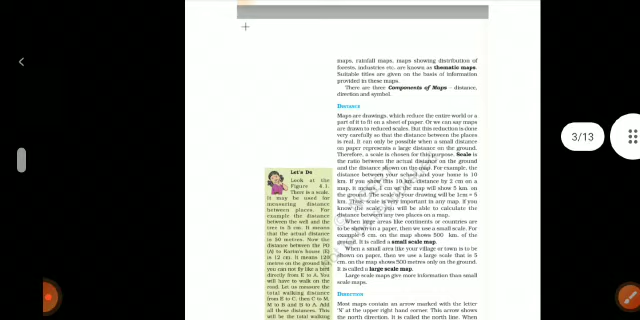 3/13
maps, rainfall maps, maps showing distribution of
forests, industries etc. are known as thematic maps.
Suitable titles are given on the basis of information
provided in these maps.
There are three Components of Maps – distance,
direction and symbol.
DISTANCE
Maps are drawings, which reduce the entire world or a
part of it to fit on a sheet of paper. Or we can say maps
are drawn to reduced scales. But this reduction is done
very carefully so that the distance between the places
is real. It can only be possible when a small distance
on paper represents a large distance on the ground.
Therefore, a scale is chosen for this purpose. Scale is
the ratio between the actual distance on the ground
and the distance shown on the map. For example, the
distance between your school and your home is 10
km. If you show this 10 km. distance by 2 cm on a
map, it means, 1 cm on the map will show 5 km. on
the ground. The scale of your drawing will be 1cm = 5
km. Thus, scale is very important in any map. If you
know the scale, you will be able to calculate the
distance between any two places on a map.
When large areas like continents or countries are
to be shown on a paper, then we use a small scale. For
example, 5 cm. on the map shows 500 km. of the
ground. It is called a small scale map.
When a small area like your village or town is to be
shown on paper, then we use a large scale that is 5
cm. on the map shows 500 metres only on the ground.
It is called a large scale map.
Large scale maps give more information than small
scale maps.
DIRECTION
Most maps contain an arrow marked with the letter
'N' at the upper right hand corner. This arrow shows
the north direction. It is called the north line. When
Let's Do
Look at the
Figure 4.1.
There is a scale.
It may be used for
measuring distance
between places. For
example the distance
between the well and the
tree is 5 cm. It means
that the actual distance
is 50 metres. Now the
distance between the PO
(A) to Karim's house (E) is
is 12 cm. It means 120
metres on the ground but
you can not fly like a bird
directly from E to A. You
will have to walk on the
road. Let us measure the
total walking distance
from E to C, then C to M,
M to B and B to A. Add
all these distances. This
will be the total walking